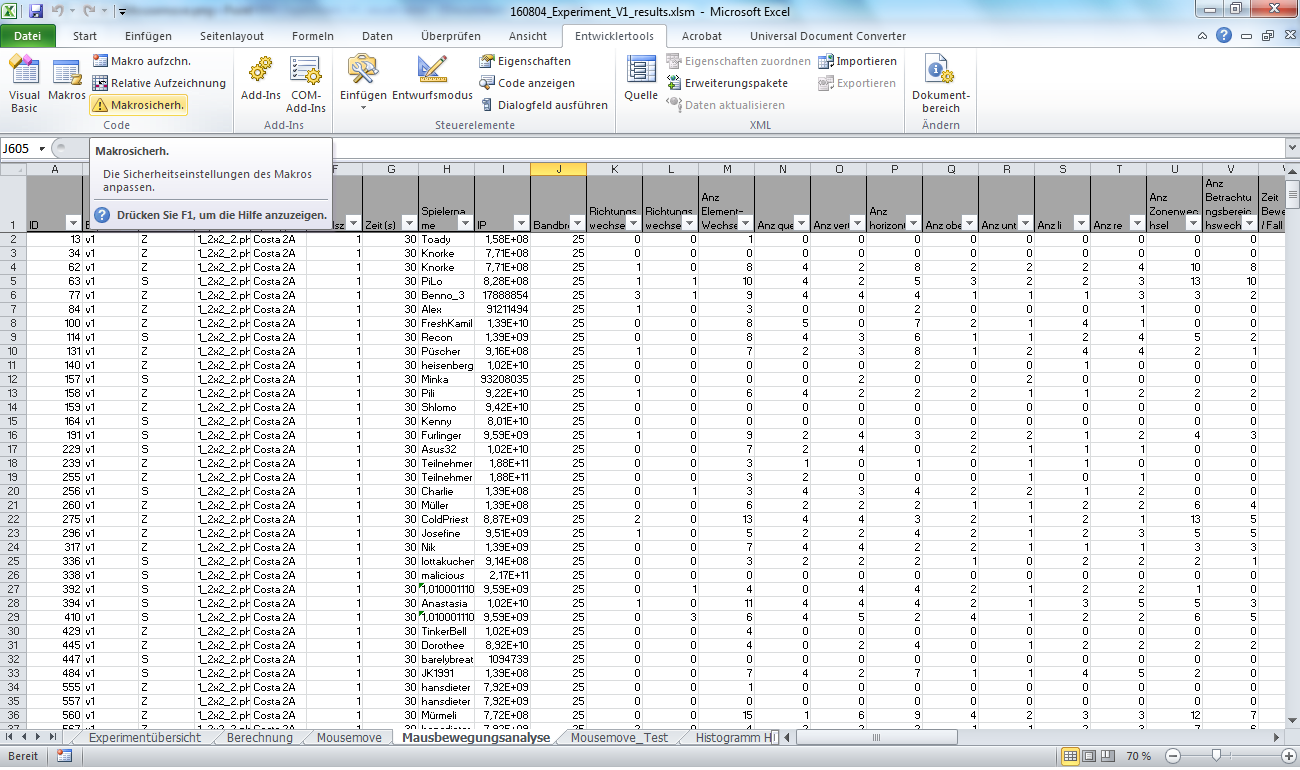 160804_Experiment_V1_results.xlsm - Microsoft Excel
Datei Start Einfügen Seitenlayout Formeln Daten Überprüfen Ansicht Entwicklertools Acrobat Universal Document Converter
Visual Basic
Makros
Makro aufzchn.
Relative Aufzeichnung
Makrosicherh.
Code
Add-Ins
COM-Add-Ins
Add-Ins
Einfügen
Entwurfsmodus
Eigenschaften
Code anzeigen
Dialogfeld ausführen
Steuerelemente
Quelle
Eigenschaften zuordnen
Erweiterungspakete
Daten aktualisieren
Importieren
Exportieren
XML
Dokument-
bereich
Ändern
J605
Makrosicherh.
Die Sicherheitseinstellungen des Makros
anpassen.
Drücken Sie F1, um die Hilfe anzuzeigen.
A F G H I J K L M N O P Q R S T U V
1 ID Zeit (s) Spielername IP Bandbre Richtungs wechse Richtungs wechse Anz Element-Wechse Anz que Anz ver Anz horizont Anz obe Anz unt Anz li Anz re Anz Zonenwechsel Anz Betrachtungsbereichswech Zeit Bewe / Fall
2 13 v1 Z 1_2x2_2.ph Costa 2A 1 30 Toady 1,58E+08 25 0 0 1 0 0 0 0 0 0 0 0 0
3 34 v1 Z 1_2x2_2.ph Costa 2A 1 30 Knorke 7,71E+08 25 0 0 0 0 0 0 0 0 0 0 0 0
4 62 v1 Z 1_2x2_2.ph Costa 2A 1 30 Knorke 7,71E+08 25 1 0 8 4 2 8 2 2 2 4 10 8
5 63 v1 S 1_2x2_2.ph Costa 2A 1 30 PiLo 8,28E+08 25 1 1 10 4 2 5 3 2 2 3 13 10
6 77 v1 Z 1_2x2_2.ph Costa 2A 1 30 Benno_3 17888854 25 3 1 9 4 4 4 1 1 1 3 3 2
7 84 v1 Z 1_2x2_2.ph Costa 2A 1 30 Alex 91211494 25 1 0 3 0 0 2 0 0 0 1 0 0
8 100 v1 Z 1_2x2_2.ph Costa 2A 1 30 FreshKamil 1,39E+10 25 0 0 8 5 0 7 2 1 4 1 0 0
9 114 v1 S 1_2x2_2.ph Costa 2A 1 30 Recon 1,39E+09 25 0 0 8 4 3 6 1 1 2 4 5 2
10 131 v1 Z 1_2x2_2.ph Costa 2A 1 30 Püscher 9,16E+08 25 1 0 7 2 3 8 1 2 4 4 2 1
11 140 v1 Z 1_2x2_2.ph Costa 2A 1 30 heisenberg 1,02E+10 25 0 0 0 0 0 2 0 0 1 0 0 0
12 157 v1 S 1_2x2_2.ph Costa 2A 1 30 Minka 93208035 25 0 0 0 0 2 0 0 2 0 0 0 0
13 158 v1 Z 1_2x2_2.ph Costa 2A 1 30 Pili 9,22E+10 25 1 0 6 4 2 2 0 1 2 1 0 0
14 159 v1 Z 1_2x2_2.ph Costa 2A 1 30 Shlomo 9,42E+10 25 0 0 0 0 0 0 0 0 0 0 0 0
15 164 v1 S 1_2x2_2.ph Costa 2A 1 30 Kenny 8,01E+10 25 0 0 0 0 0 0 0 0 0 0 0 0
16 191 v1 S 1_2x2_2.ph Costa 2A 1 30 Furlinger 9,59E+09 25 1 0 9 2 4 3 2 2 1 2 4 3
17 229 v1 S 1_2x2_2.ph Costa 2A 1 30 Asus32 1,02E+10 25 0 0 7 2 4 0 2 1 0 0 0 0
18 239 v1 Z 1_2x2_2.ph Costa 2A 1 30 Teilnehmer 1,88E+11 25 0 0 3 1 0 1 0 0 1 0 0 0
19 255 v1 Z 1_2x2_2.ph Costa 2A 1 30 Teilnehmer 1,88E+11 25 0 0 3 2 0 0 0 1 0 1 0 0
20 256 v1 S 1_2x2_2.ph Costa 2A 1 30 Charlie 1,39E+08 25 0 1 3 4 3 4 2 2 1 2 0 0
21 260 v1 Z 1_2x2_2.ph Costa 2A 1 30 Müller 1,39E+08 25 0 0 6 2 2 2 1 1 2 2 6 4
22 275 v1 S 1_2x2_2.ph Costa 2A 1 30 ColdPriest 8,87E+09 25 2 0 13 4 4 3 2 1 2 1 13 5
23 296 v1 S 1_2x2_2.ph Costa 2A 1 30 Josefine 9,51E+09 25 0 1 5 2 2 4 2 1 2 3 5 5
24 317 v1 S 1_2x2_2.ph Costa 2A 1 30 Nik 1,39E+09 25 0 0 7 4 4 2 2 1 1 1 3 3
25 336 v1 S 1_2x2_2.ph Costa 2A 1 30 lottakucher 9,14E+08 25 0 0 3 2 2 2 0 1 1 2 2 1
26 338 v1 S 1_2x2_2.ph Costa 2A 1 30 malicious 2,17E+11 25 0 0 0 0 0 0 0 0 0 0 0 0
27 392 v1 S 1_2x2_2.ph Costa 2A 1 30 1,010001110 9,59E+09 25 0 1 4 0 4 4 2 1 2 2 1 0
28 394 v1 S 1_2x2_2.ph Costa 2A 1 30 Anastasia 1,02E+10 25 1 0 11 4 4 4 2 1 3 5 5 3
29 410 v1 S 1_2x2_2.ph Costa 2A 1 30 1,010001110 9,59E+09 25 0 3 6 4 5 2 4 1 2 2 6 5
30 429 v1 Z 1_2x2_2.ph Costa 2A 1 30 TinkerBell 1,02E+09 25 0 0 4 0 0 0 0 0 0 0 0 0
31 445 v1 Z 1_2x2_2.ph Costa 2A 1 30 Dorothee 8,92E+10 25 0 0 4 0 2 4 0 1 2 2 2 0
32 447 v1 S 1_2x2_2.ph Costa 2A 1 30 barelybreat 1094739 25 0 0 0 0 0 0 0 0 0 0 0 0
33 484 v1 S 1_2x2_2.ph Costa 2A 1 30 JK1991 1,39E+08 25 0 0 7 4 2 7 1 1 4 5 2 0
34 555 v1 Z 1_2x2_2.ph Costa 2A 1 30 hansdieter 7,92E+09 25 0 0 1 0 0 0 0 0 0 0 0 0
35 557 v1 Z 1_2x2_2.ph Costa 2A 1 30 hansdieter 7,92E+09 25 0 0 0 0 0 0 0 0 0 0 0 0
36 560 v1 Z 1_2x2_2.ph Costa 2A 1 30 Mürmeli 7,72E+08 25 0 0 15 1 6 9 4 2 3 3 12 7
Experimentübersicht Berechnung Mousemove Mausbewegungsanalyse Mousemove_Test Histogramm H
Bereit 70 %